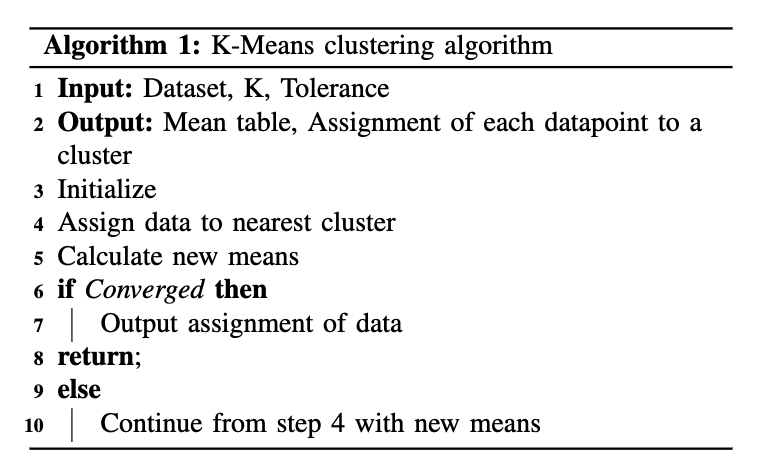 Algorithm 1: K-Means clustering algorithm
1 Input: Dataset, K, Tolerance
2 Output: Mean table, Assignment of each datapoint to a
cluster
3 Initialize
4 Assign data to nearest cluster
5 Calculate new means
6 if Converged then
7 Output assignment of data
8 return;
9 else
10 Continue from step 4 with new means